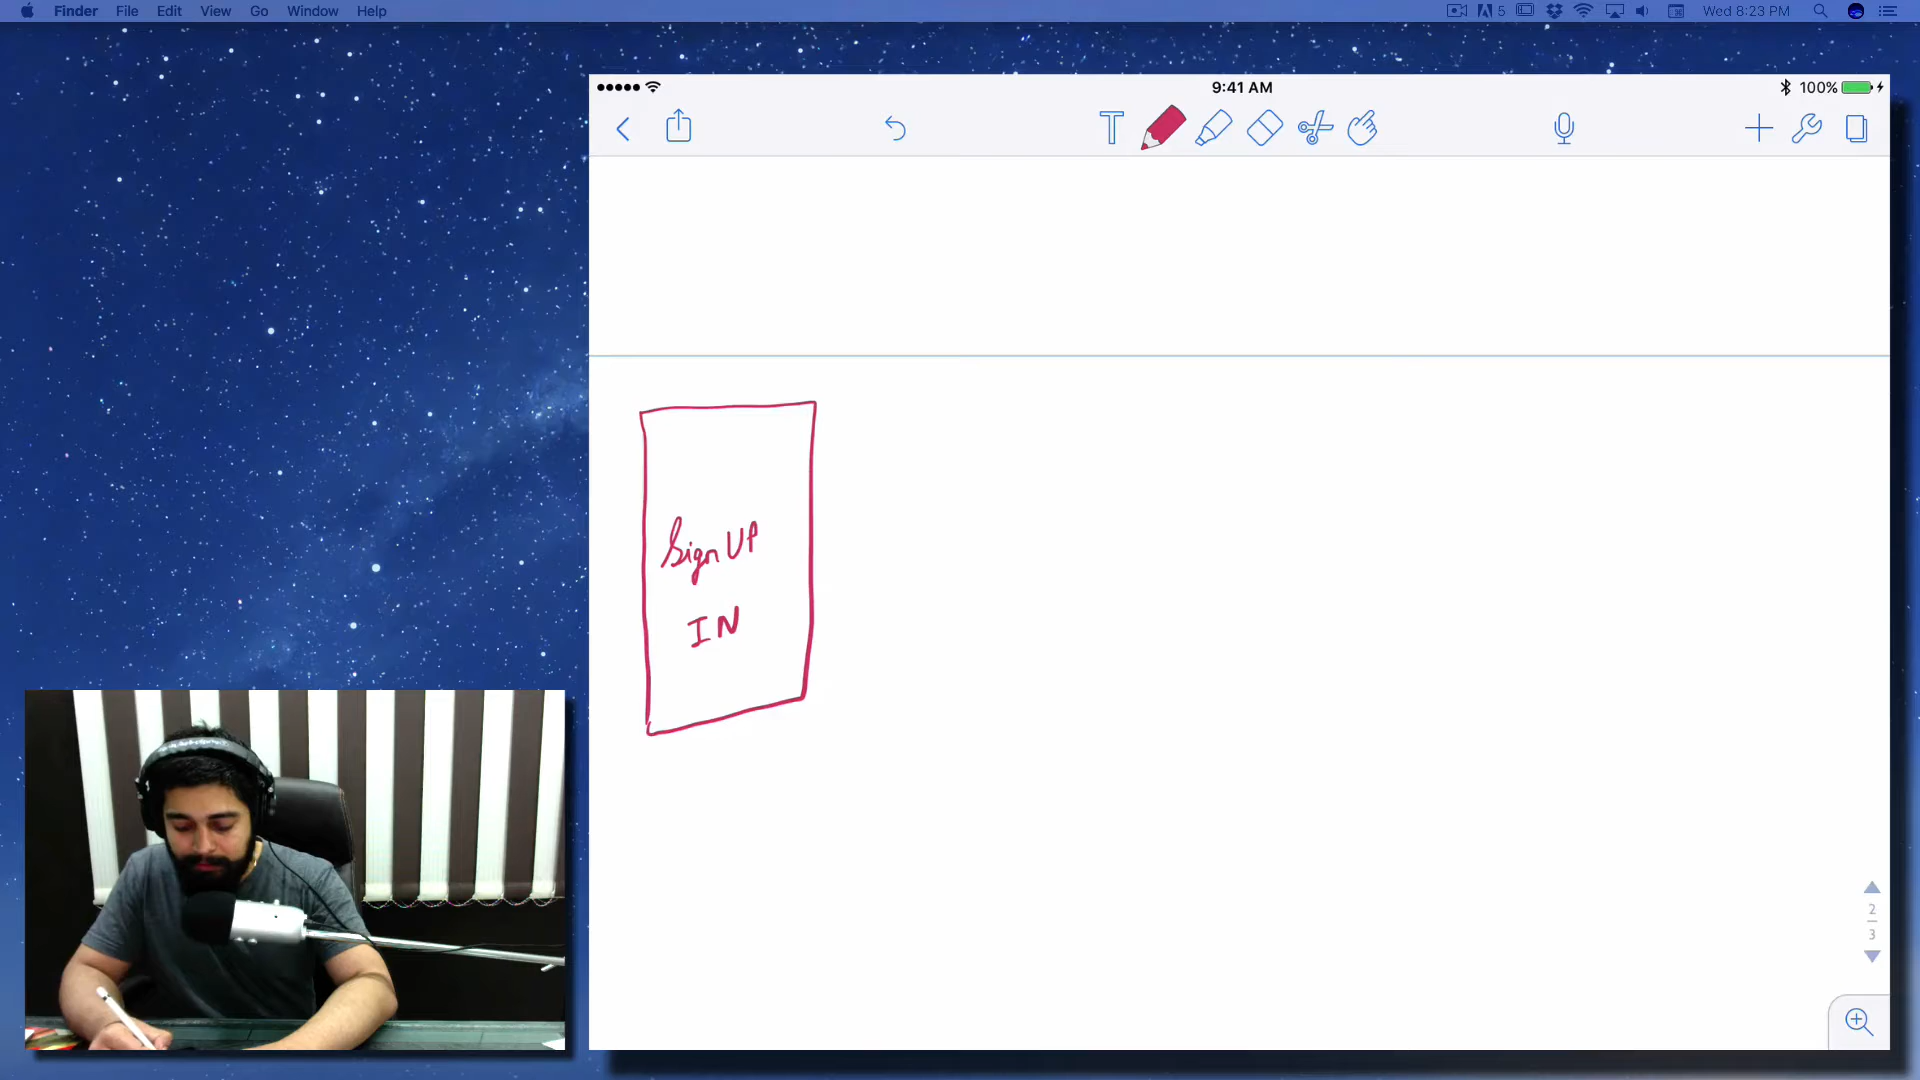 Finder File Edit View Go Window Help 5 Wed 8:23 PM
9:41 AM 100%
T
Sign UP
IN
2
3